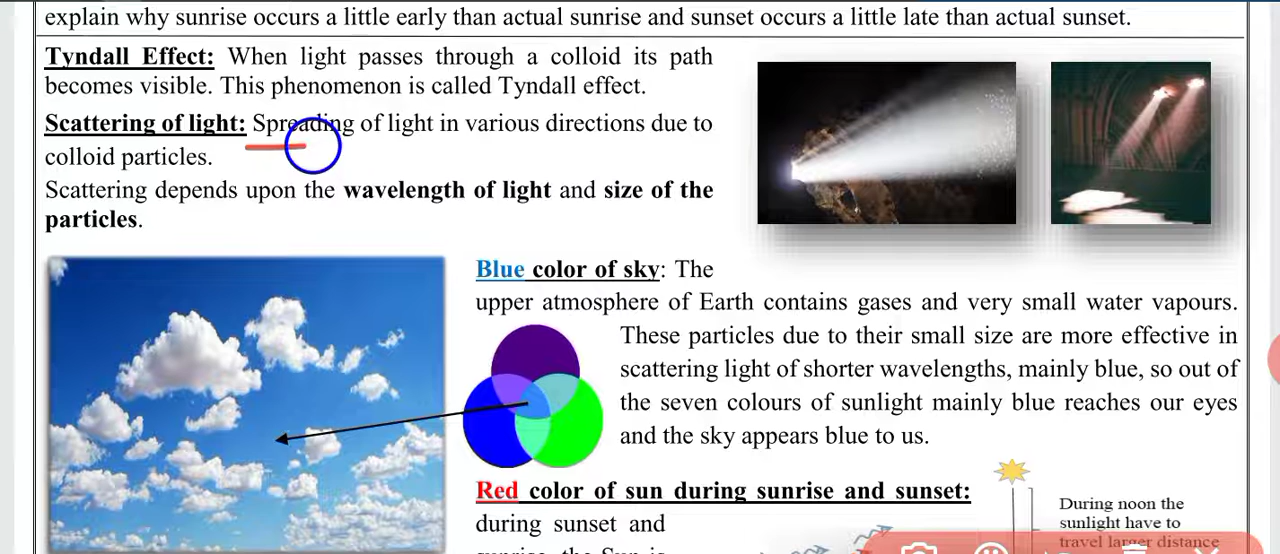 explain why sunrise occurs a little early than actual sunrise and sunset occurs a little late than actual sunset.
Tyndall Effect: When light passes through a colloid its path
becomes visible. This phenomenon is called Tyndall effect.
Scattering of light: Spreading of light in various directions due to
colloid particles.
Scattering depends upon the wavelength of light and size of the
particles.
Blue color of sky: The
upper atmosphere of Earth contains gases and very small water vapours.
These particles due to their small size are more effective in
scattering light of shorter wavelengths, mainly blue, so out of
the seven colours of sunlight mainly blue reaches our eyes
and the sky appears blue to us.
Red color of sun during sunrise and sunset:
during sunset and
sunrise, the Sun is
During noon the
sunlight have to
travel larger distance